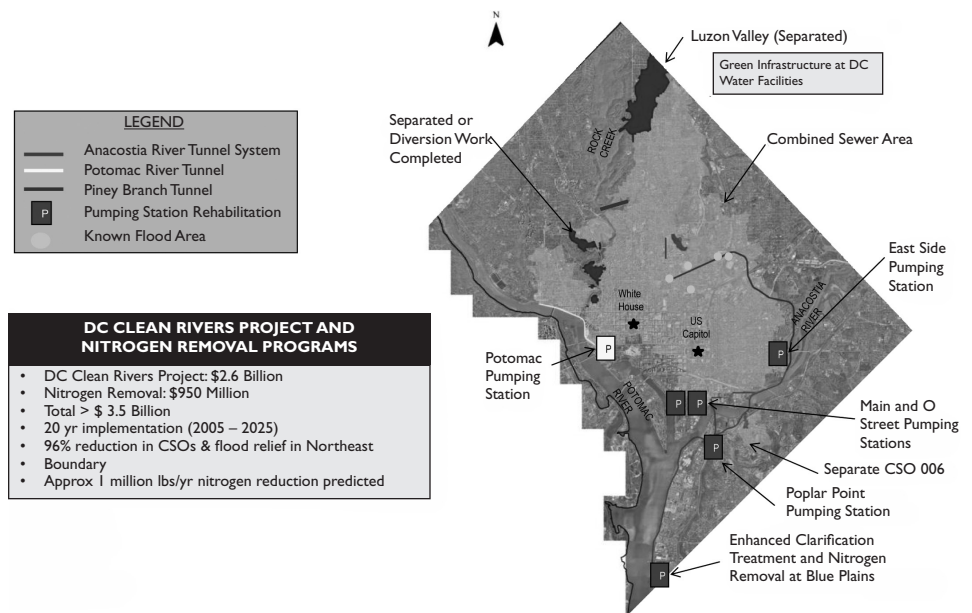 N
Luzon Valley (Separated)
Green Infrastructure at DC
Water Facilities
LEGEND
Anacostia River Tunnel System
Potomac River Tunnel
Piney Branch Tunnel
P
Pumping Station Rehabilitation
Known Flood Area
Separated or
Diversion Work
Completed
ROCK
CREEK
Combined Sewer Area
East Side
Pumping
Station
ANACOSTIA
RIVER
White
House
US
Capitol
DC CLEAN RIVERS PROJECT AND
NITROGEN REMOVAL PROGRAMS
• DC Clean Rivers Project: $2.6 Billion
• Nitrogen Removal: $950 Million
• Total > $ 3.5 Billion
• 20 yr implementation (2005 – 2025)
• 96% reduction in CSOs & flood relief in Northeast
• Boundary
• Approx 1 million lbs/yr nitrogen reduction predicted
Potomac
Pumping
Station
P
P
POTOMAC
RIVER
P
P
Main and O
Street Pumping
Stations
P
Separate CSO 006
Poplar Point
Pumping Station
Enhanced Clarification
Treatment and Nitrogen
Removal at Blue Plains
P